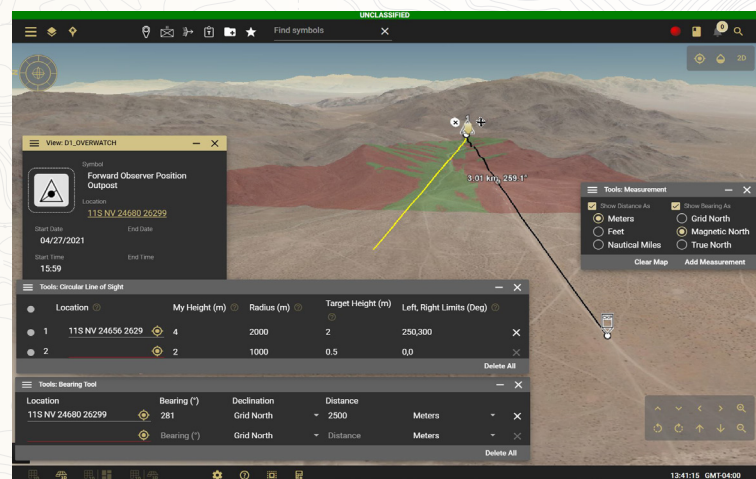 UNCLASSIFIED
Find symbols
0
2D
View: D1_OVERWATCH
Symbol
Forward Observer Position
Outpost
Location
11S NV 24680 26299
Start Date End Date
04/27/2021
Start Time End Time
15:59
1
3.01 km, 259.1°
Tools: Measurement
Show Distance As Show Bearing As
Meters Grid North
Feet Magnetic North
Nautical Miles True North
Clear Map Add Measurement
Tools: Circular Line of Sight
Location My Height (m) Radius (m) Target Height (m) Left, Right Limits (Deg)
1 11S NV 24656 2629 4 2000 2 250,300
2 2 1000 0.5 0,0
Delete All
Tools: Bearing Tool
Location Bearing (°) Declination Distance
11S NV 24680 26299 281 Grid North 2500 Meters
Bearing (°) Grid North Distance Meters
Delete All
13:41:15 GMT-04:00